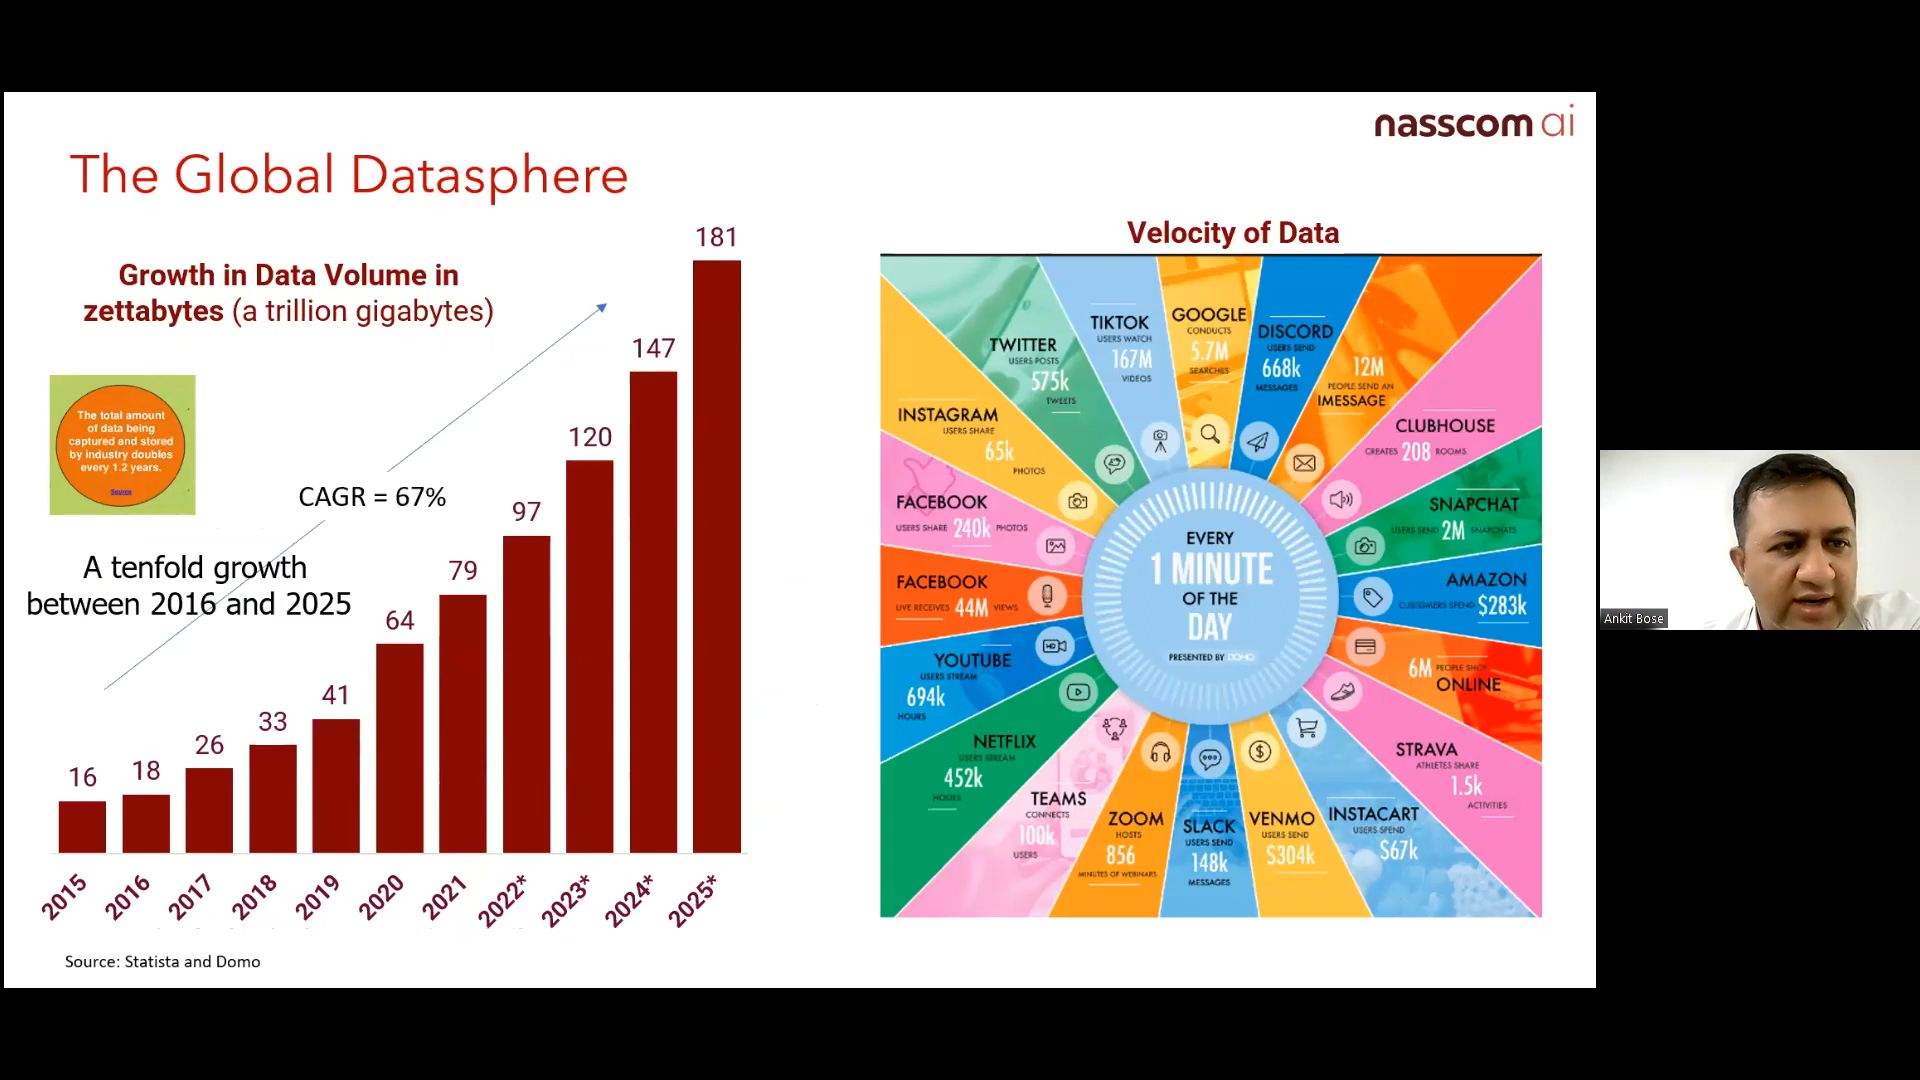 nasscom ai
The Global Datasphere
Growth in Data Volume in
zettabytes (a trillion gigabytes)
The total amount
of data being
captured and stored
by industry doubles
every 1.2 years.
Source
CAGR = 67%
A tenfold growth
between 2016 and 2025
16
18
26
33
41
64
79
97
120
147
181
2015
2016
2017
2018
2019
2020
2021
2022*
2023*
2024*
2025*
Source: Statista and Domo
Velocity of Data
EVERY
1 MINUTE
OF THE
DAY
PRESENTED BY DOMO
GOOGLE
CONDUCTS
5.7M
SEARCHES
DISCORD
USERS SEND
668k
MESSAGES
12M
PEOPLE SEND AN
IMESSAGE
CLUBHOUSE
CREATES 208 ROOMS
SNAPCHAT
USERS SEND 2M SNAPCHATS
AMAZON
CUSTOMERS SPEND $283k
6M PEOPLE SHOP
ONLINE
STRAVA
ATHLETES SHARE
1.5k
ACTIVITIES
INSTACART
USERS SPEND
$67k
VENMO
USERS SEND
$304k
SLACK
USERS SEND
148k
MESSAGES
ZOOM
HOSTS
856
MINUTES OF WEBINARS
TEAMS
CONNECTS
100k
USERS
NETFLIX
USERS STREAM
452k
HOURS
YOUTUBE
USERS STREAM
694k
HOURS
HD
FACEBOOK
LIVE RECEIVES 44M VIEWS
FACEBOOK
USERS SHARE 240k PHOTOS
INSTAGRAM
USERS SHARE
65k
PHOTOS
TWITTER
USERS POSTS
575k
TWEETS
TIKTOK
USERS WATCH
167M
VIDEOS
Ankit Bose